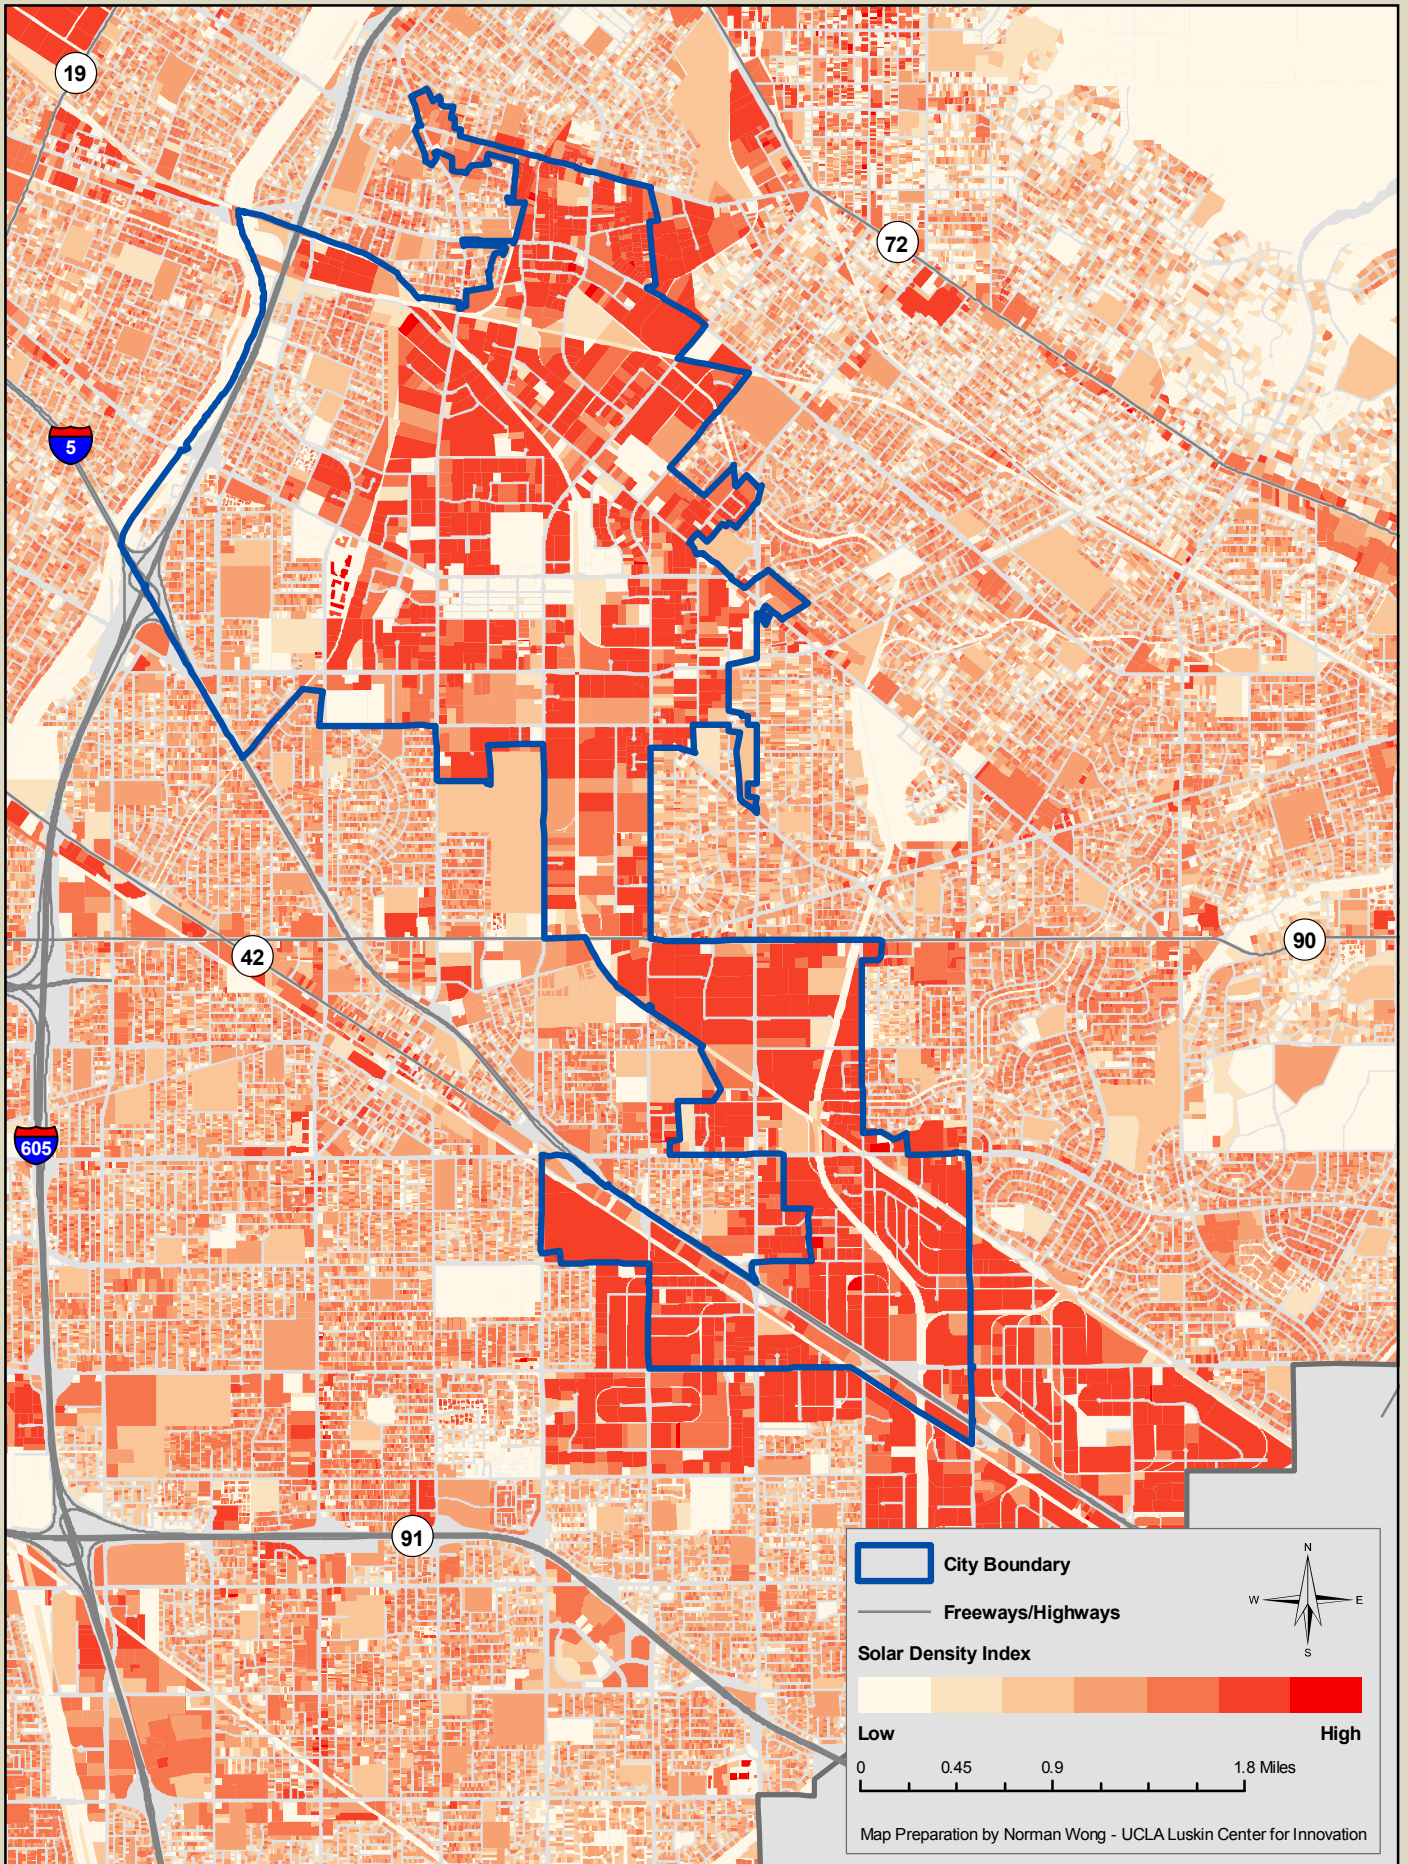 19
72
5
42
90
605
91
City Boundary
Freeways/Highways
N
W E
S
Solar Density Index
Low High
0 0.45 0.9 1.8 Miles
Map Preparation by Norman Wong - UCLA Luskin Center for Innovation